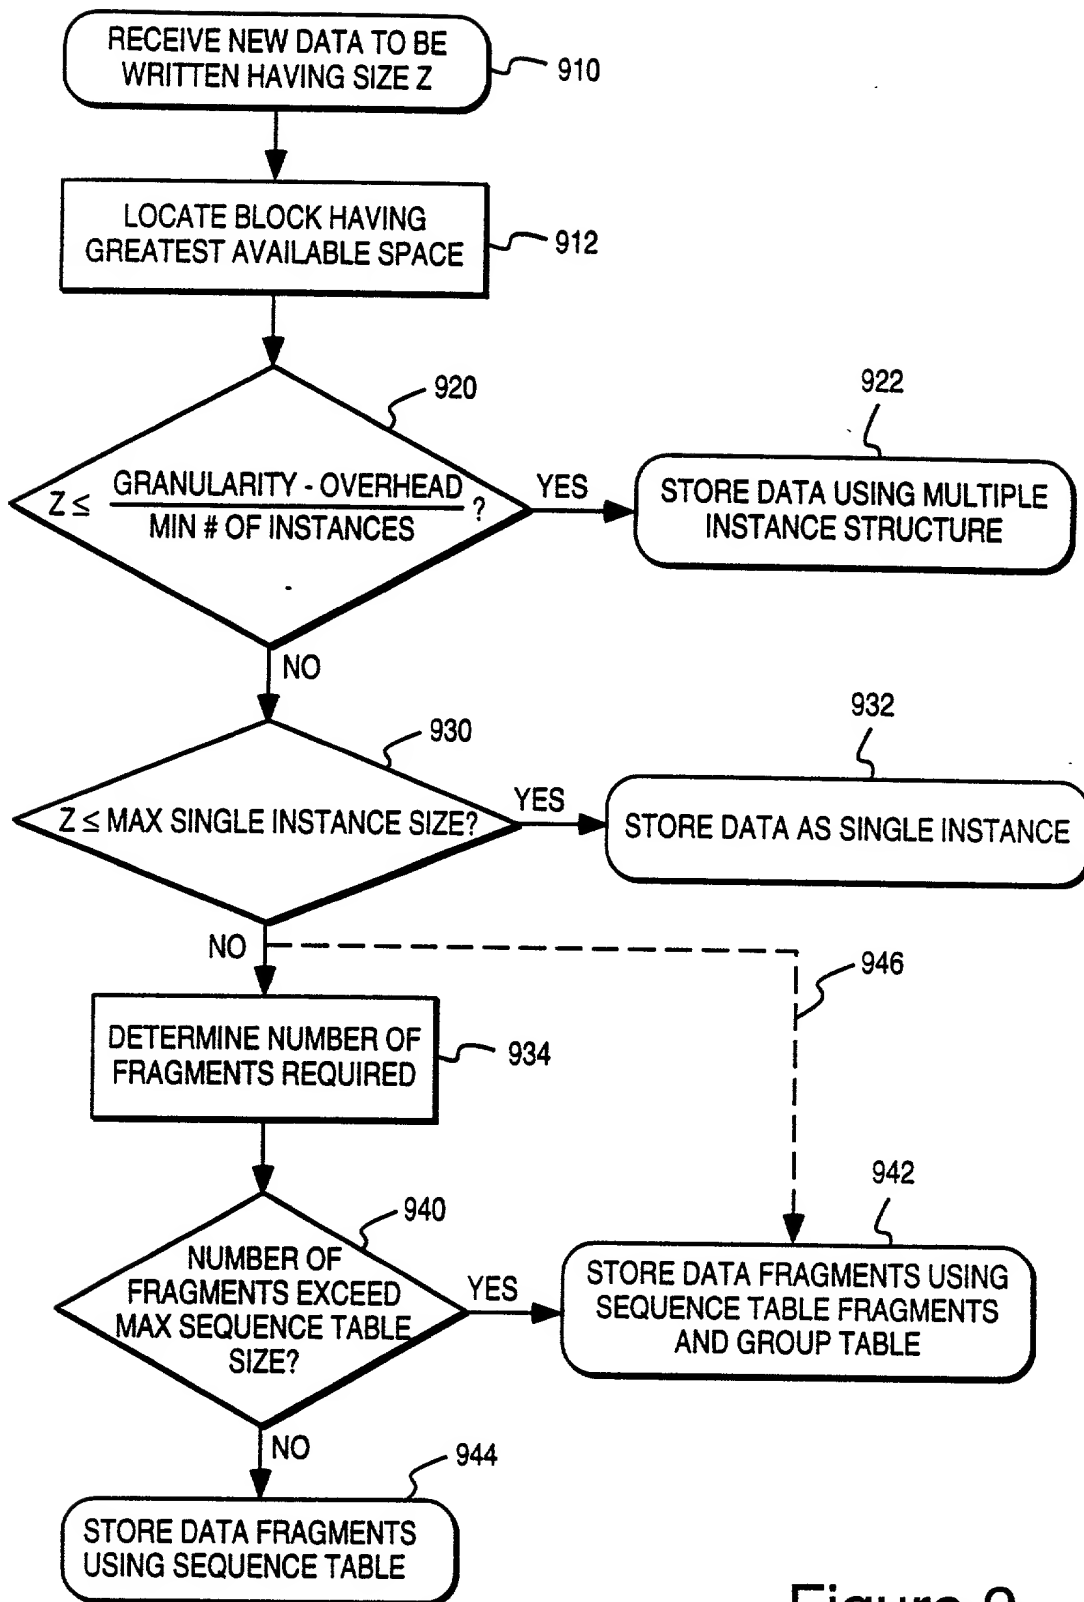 RECEIVE NEW DATA TO BE
WRITTEN HAVING SIZE Z
910
LOCATE BLOCK HAVING
GREATEST AVAILABLE SPACE
912
920
Z ≤ GRANULARITY - OVERHEAD ?
MIN # OF INSTANCES
YES
922
STORE DATA USING MULTIPLE
INSTANCE STRUCTURE
NO
930
Z ≤ MAX SINGLE INSTANCE SIZE?
YES
932
STORE DATA AS SINGLE INSTANCE
NO
946
DETERMINE NUMBER OF
FRAGMENTS REQUIRED
934
940
NUMBER OF
FRAGMENTS EXCEED
MAX SEQUENCE TABLE
SIZE?
YES
942
STORE DATA FRAGMENTS USING
SEQUENCE TABLE FRAGMENTS
AND GROUP TABLE
NO
944
STORE DATA FRAGMENTS
USING SEQUENCE TABLE
Figure 9